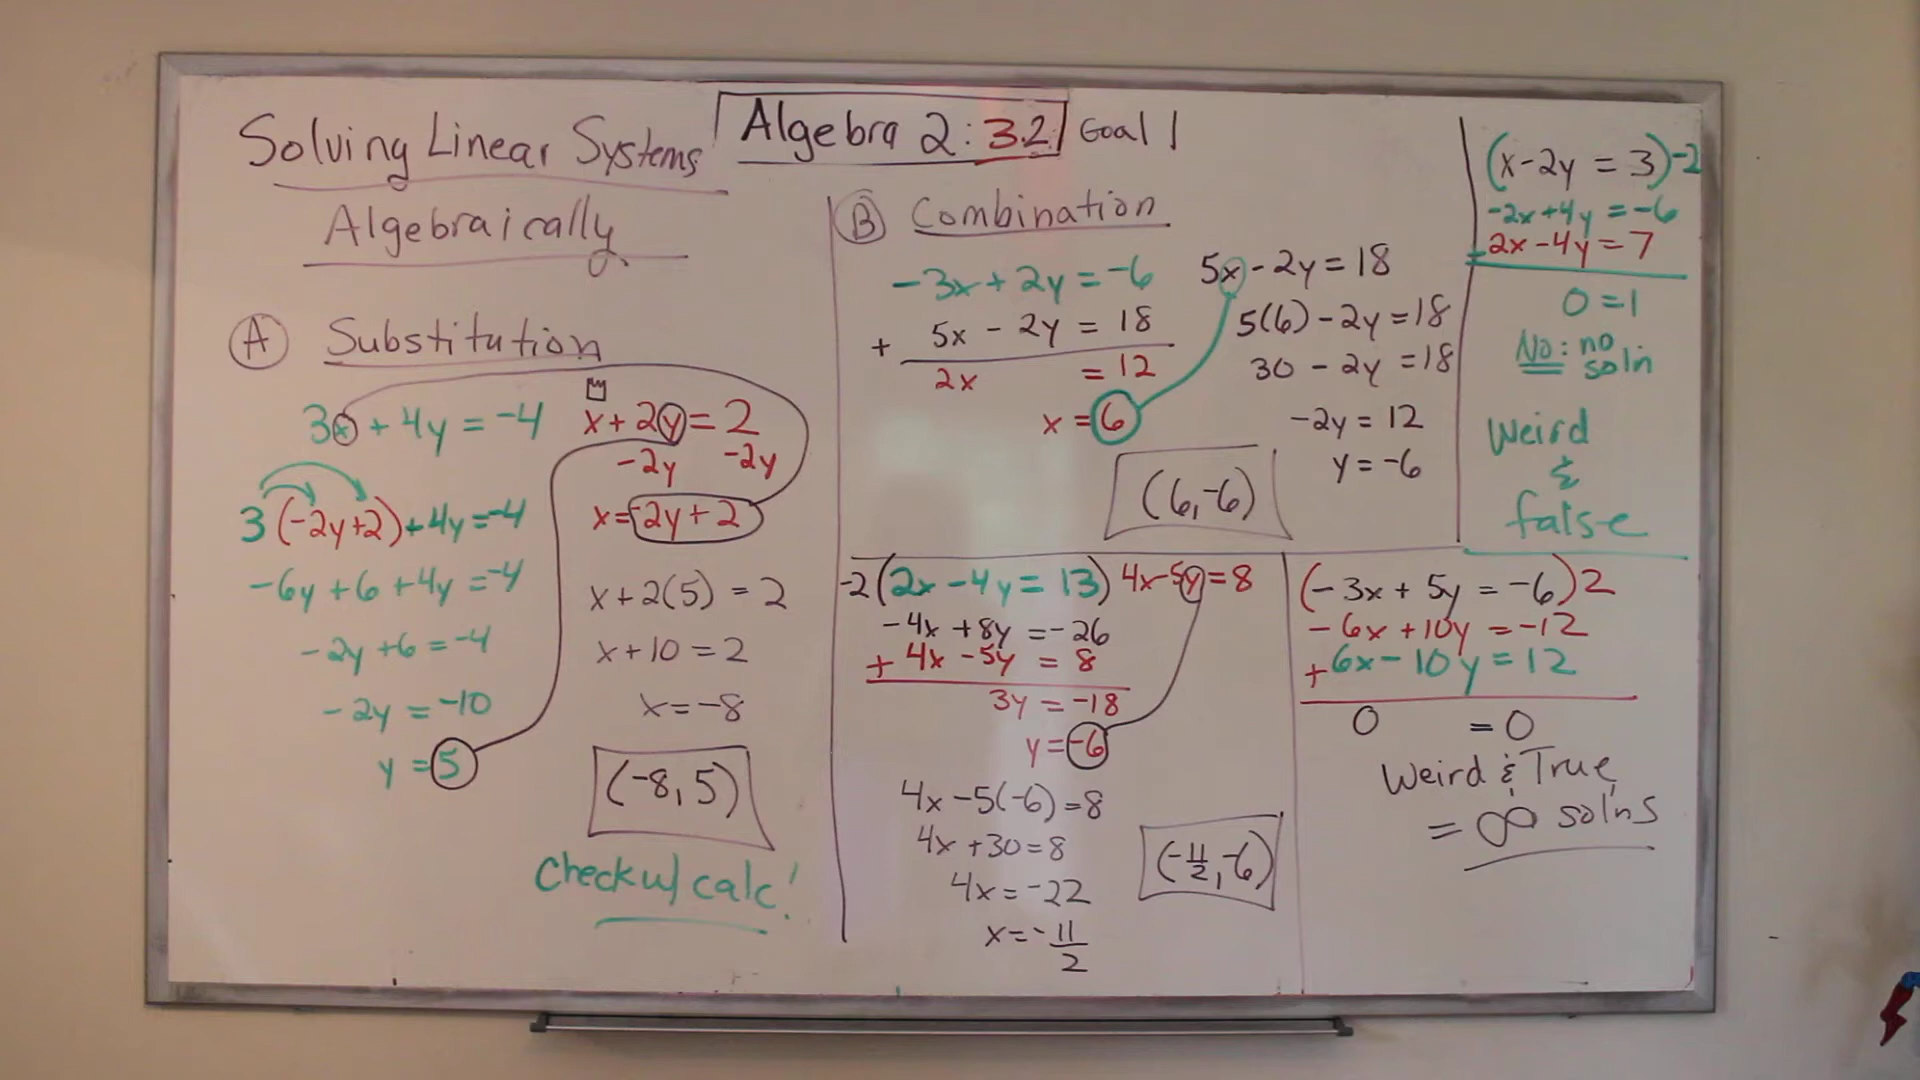 Solving Linear Systems
Algebraically
Algebra 2: 3.2 Goal 1
A Substitution
3x + 4y = -4
3(-2y+2)+4y=-4
-6y+6+4y=-4
-2y+6=-4
-2y = -10
y = 5
x + 2y = 2
-2y -2y
x=-2y+2
x+2(5) = 2
x+10=2
x=-8
(-8, 5)
Check w/ calc!
B Combination
-3x+2y=-6
+ 5x - 2y = 18
2x = 12
x = 6
5x-2y=18
5(6)-2y=18
30-2y=18
-2y=12
y=-6
(6,-6)
-2(2x-4y=13) 4x-5y=8
-4x+8y=-26
+ 4x-5y=8
3y=-18
y=-6
4x-5(-6)=8
4x+30=8
4x=-22
x=-11/2
(-11/2,-6)
(x-2y=3)-2
-2x+4y=-6
2x-4y=7
0=1
No: no
soln
Weird
&
false
(-3x+5y=-6)2
-6x+10y=-12
+6x-10y=12
0 = 0
Weird & True
= ∞ solns